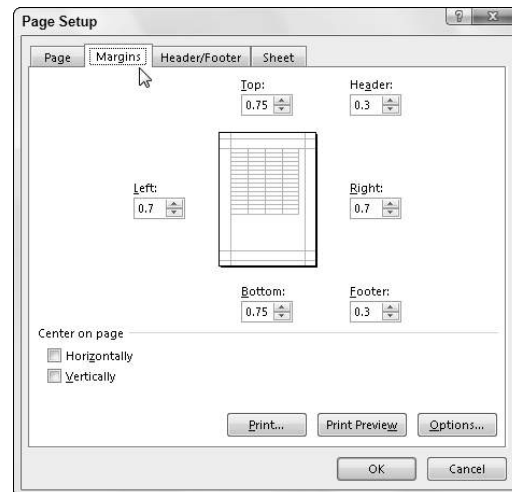 Page Setup
Page Margins Header/Footer Sheet
Top: Header:
0.75 0.3
Left: Right:
0.7 0.7
Bottom: Footer:
0.75 0.3
Center on page
Horizontally
Vertically
Print... Print Preview Options...
OK Cancel